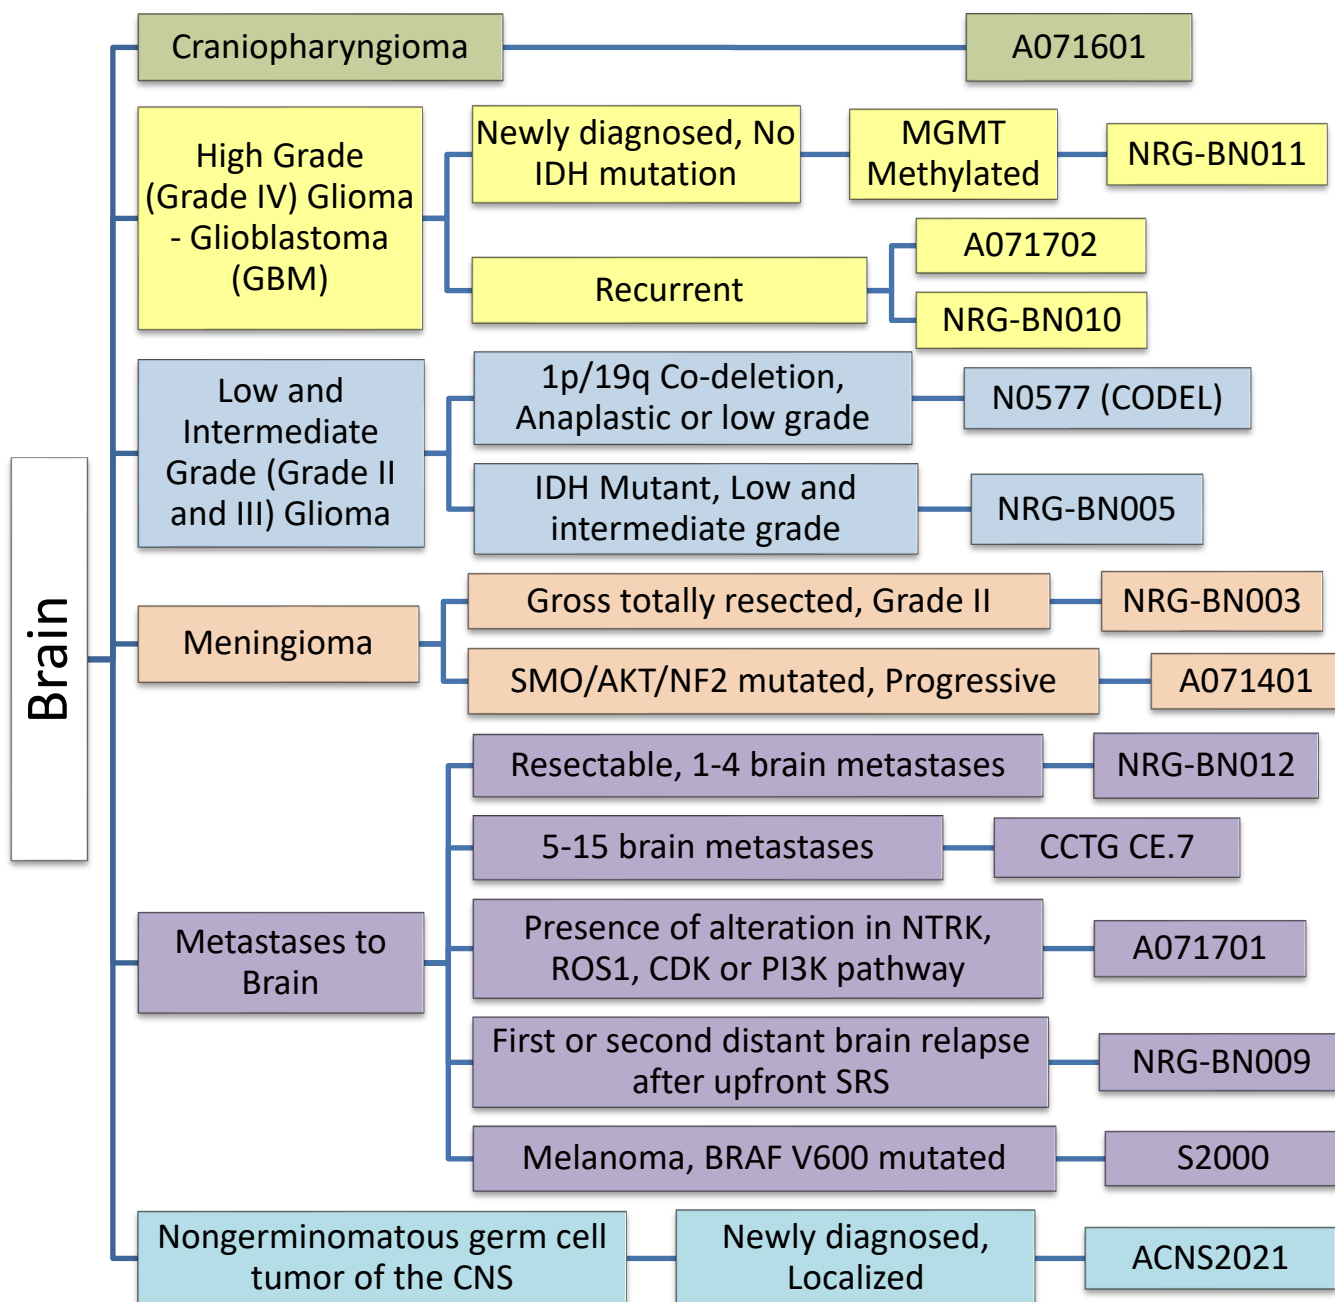 Brain
Craniopharyngioma
A071601
High Grade
(Grade IV) Glioma
- Glioblastoma
(GBM)
Newly diagnosed, No
IDH mutation
MGMT
Methylated
NRG-BN011
Recurrent
A071702
NRG-BN010
Low and
Intermediate
Grade (Grade II
and III) Glioma
1p/19q Co-deletion,
Anaplastic or low grade
N0577 (CODEL)
IDH Mutant, Low and
intermediate grade
NRG-BN005
Meningioma
Gross totally resected, Grade II
NRG-BN003
SMO/AKT/NF2 mutated, Progressive
A071401
Metastases to
Brain
Resectable, 1-4 brain metastases
NRG-BN012
5-15 brain metastases
CCTG CE.7
Presence of alteration in NTRK,
ROS1, CDK or PI3K pathway
A071701
First or second distant brain relapse
after upfront SRS
NRG-BN009
Melanoma, BRAF V600 mutated
S2000
Nongerminomatous germ cell
tumor of the CNS
Newly diagnosed,
Localized
ACNS2021